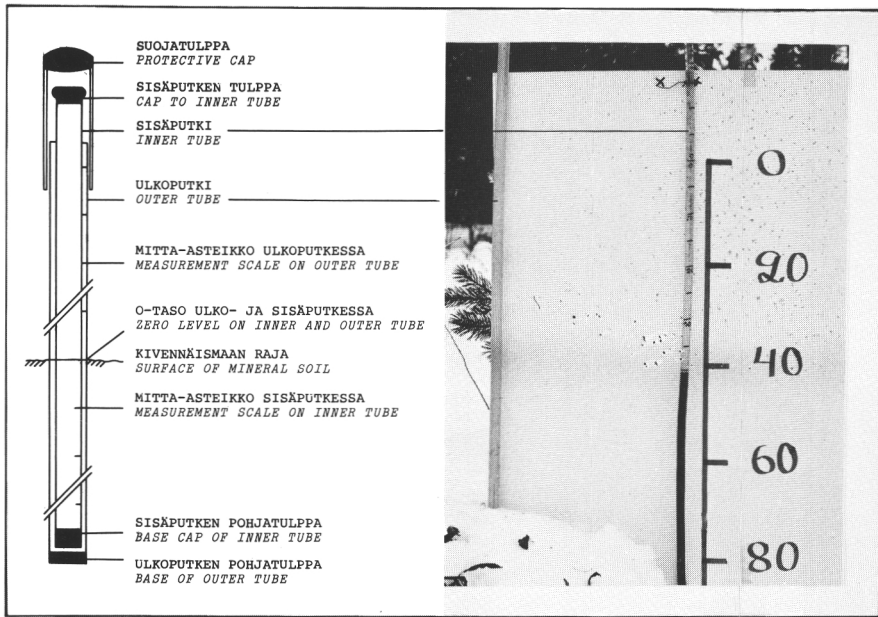 SUOJATULPPA
PROTECTIVE CAP
SISÄPUTKEN TULPPA
CAP TO INNER TUBE
SISÄPUTKI
INNER TUBE
ULKOPUTKI
OUTER TUBE
MITTA-ASTEIKKO ULKOPUTKESSA
MEASUREMENT SCALE ON OUTER TUBE
O-TASO ULKO- JA SISÄPUTKESSA
ZERO LEVEL ON INNER AND OUTER TUBE
KIVENNÄISMAAN RAJA
SURFACE OF MINERAL SOIL
MITTA-ASTEIKKO SISÄPUTKESSA
MEASUREMENT SCALE ON INNER TUBE
SISÄPUTKEN POHJATULPPA
BASE CAP OF INNER TUBE
ULKOPUTKEN POHJATULPPA
BASE OF OUTER TUBE
0
20
40
60
80